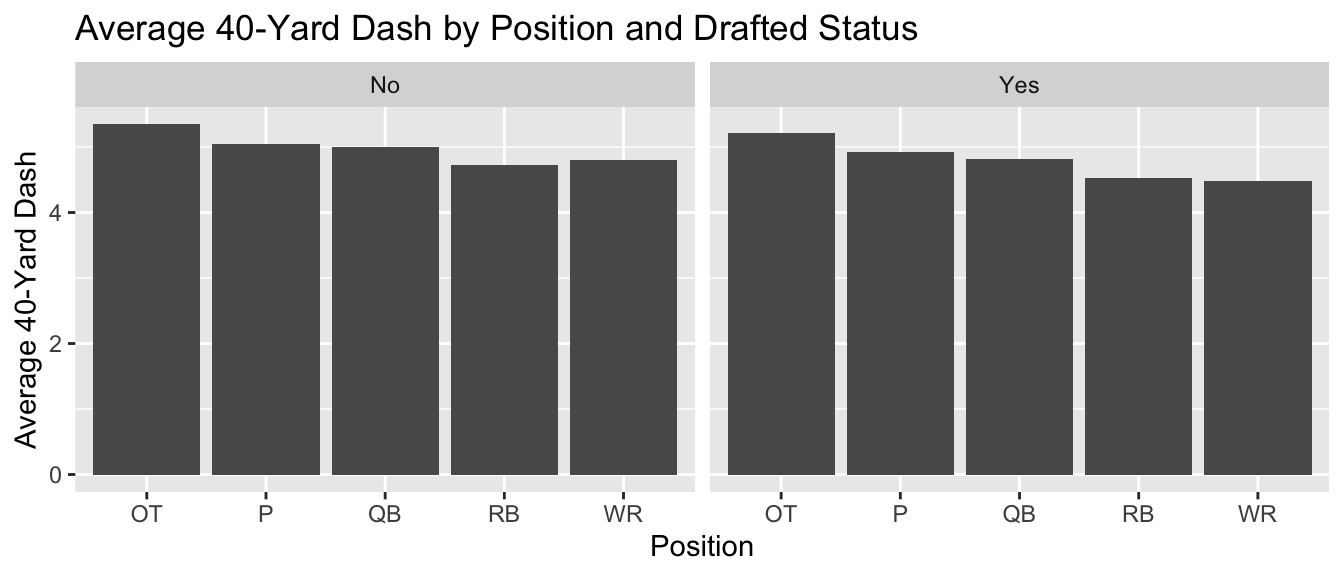 Average 40-Yard Dash by Position and Drafted Status
No
Yes
Average 40-Yard Dash
4
2
0
OT P QB RB WR
OT P QB RB WR
Position